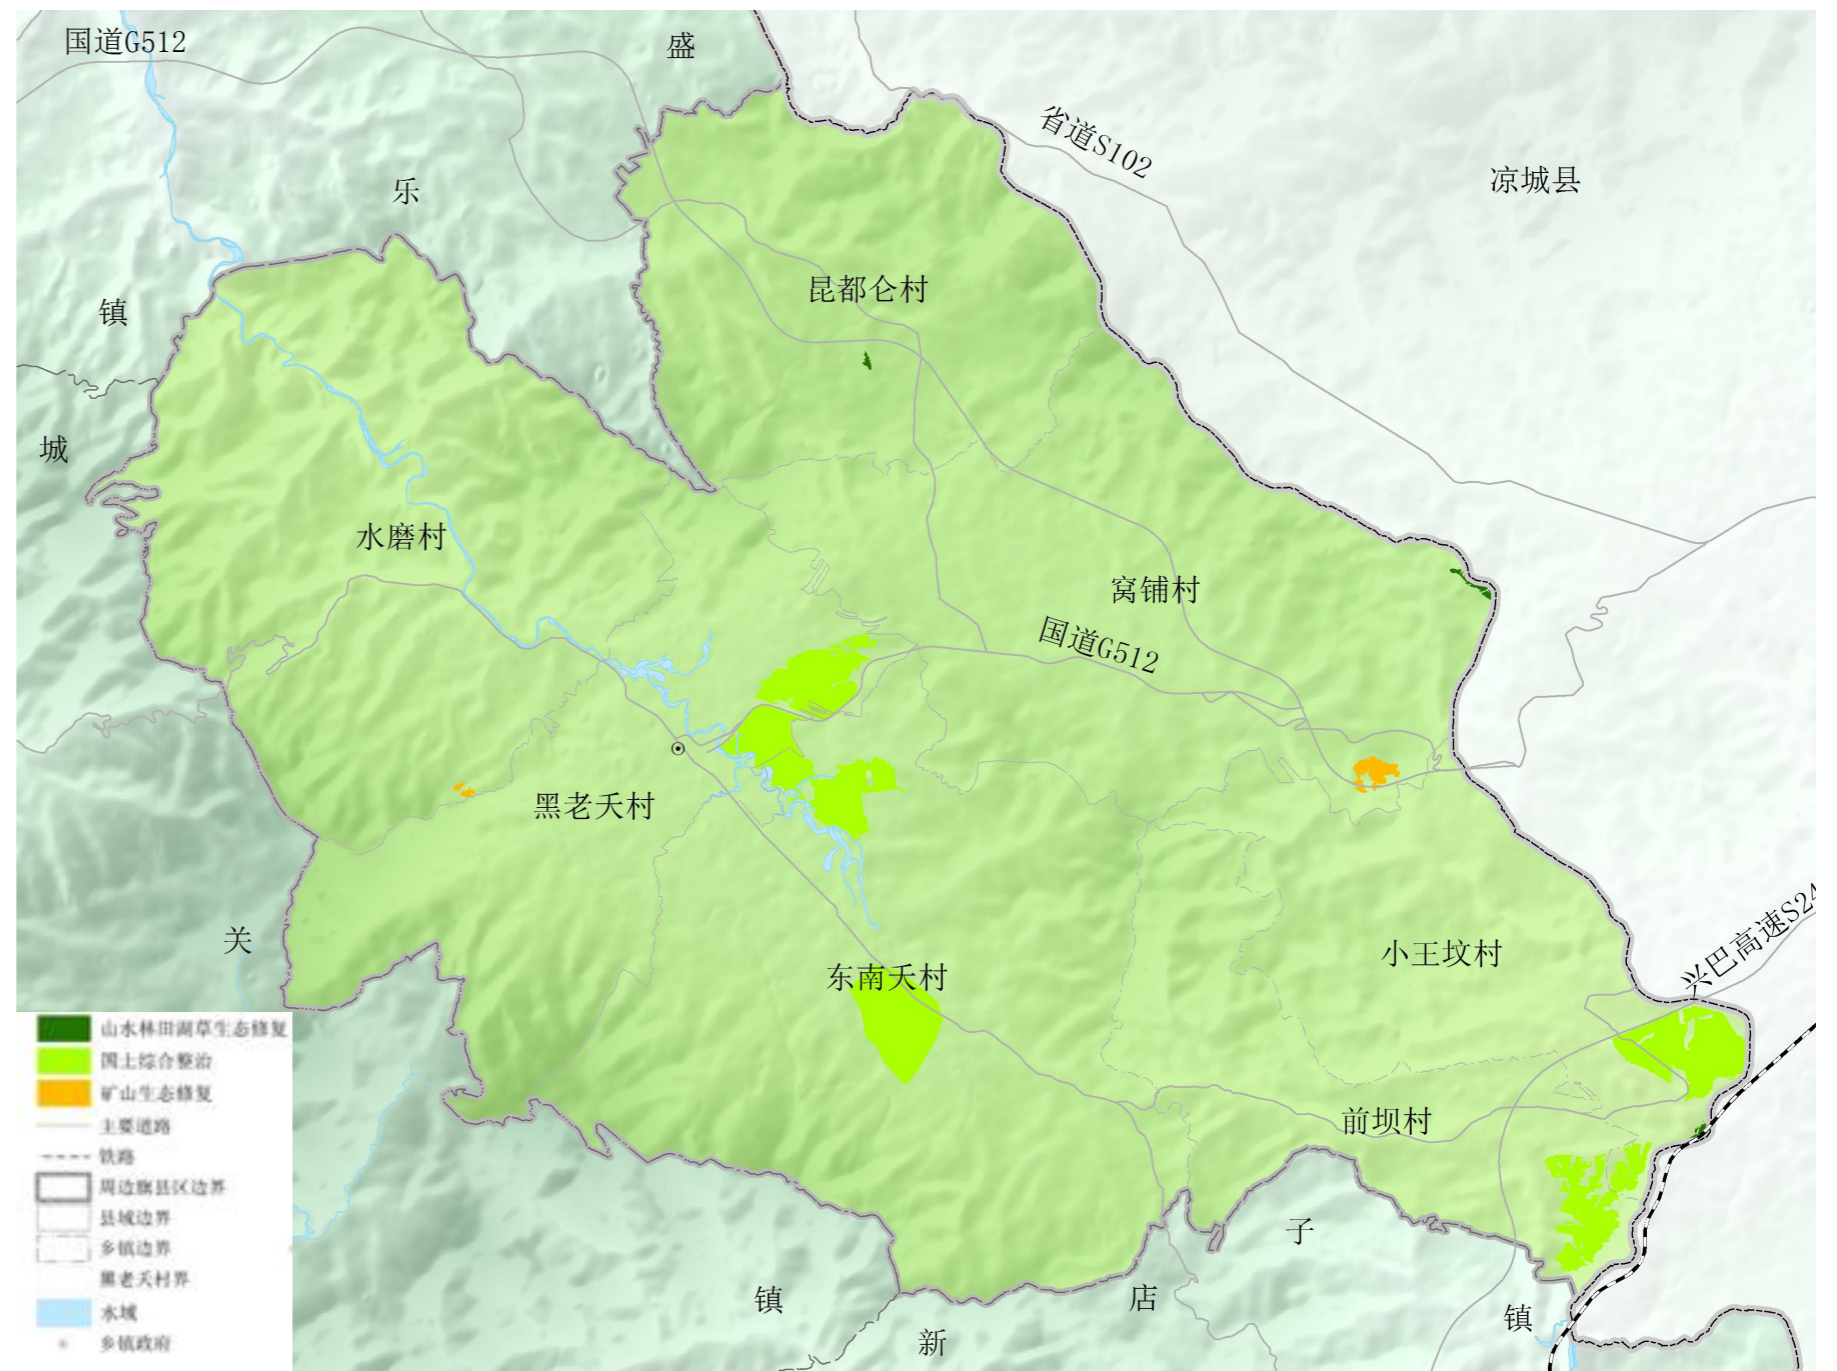 国道G512
盛
省道S102
凉城县
乐
昆都仑村
镇
城
水磨村
窝铺村
国道G512
黑老夭村
关
东南夭村
小王坟村
兴巴高速S24
前坝村
子
镇
店
镇
新
山水林田湖草生态修复
国土综合整治
矿山生态修复
主要道路
铁路
周边旗县区边界
县域边界
乡镇边界
黑老夭村界
水域
乡镇政府